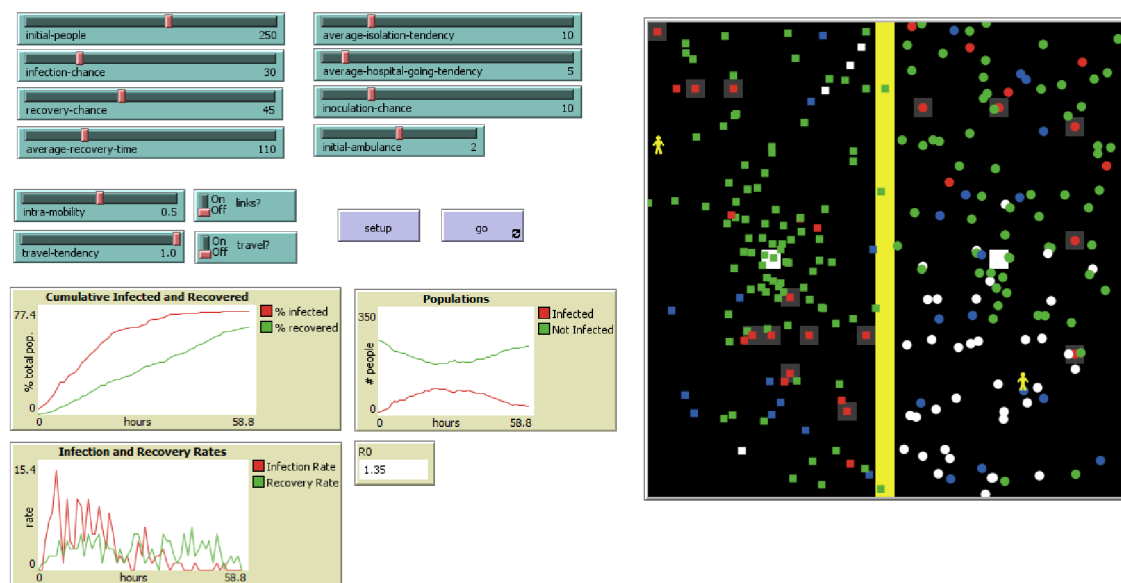 initial-people 250
average-isolation-tendency 10
infection-chance 30
average-hospital-going-tendency 5
recovery-chance 45
inoculation-chance 10
average-recovery-time 110
initial-ambulance 2
intra-mobility 0.5
On
Off
links?
travel-tendency 1.0
On
Off
travel?
setup
go
Cumulative Infected and Recovered
77.4
% total pop.
0
0
hours
58.8
% infected
% recovered
Populations
350
# people
0
0
hours
58.8
Infected
Not Infected
Infection and Recovery Rates
15.4
rate
0
0
hours
58.8
Infection Rate
Recovery Rate
R0
1.35